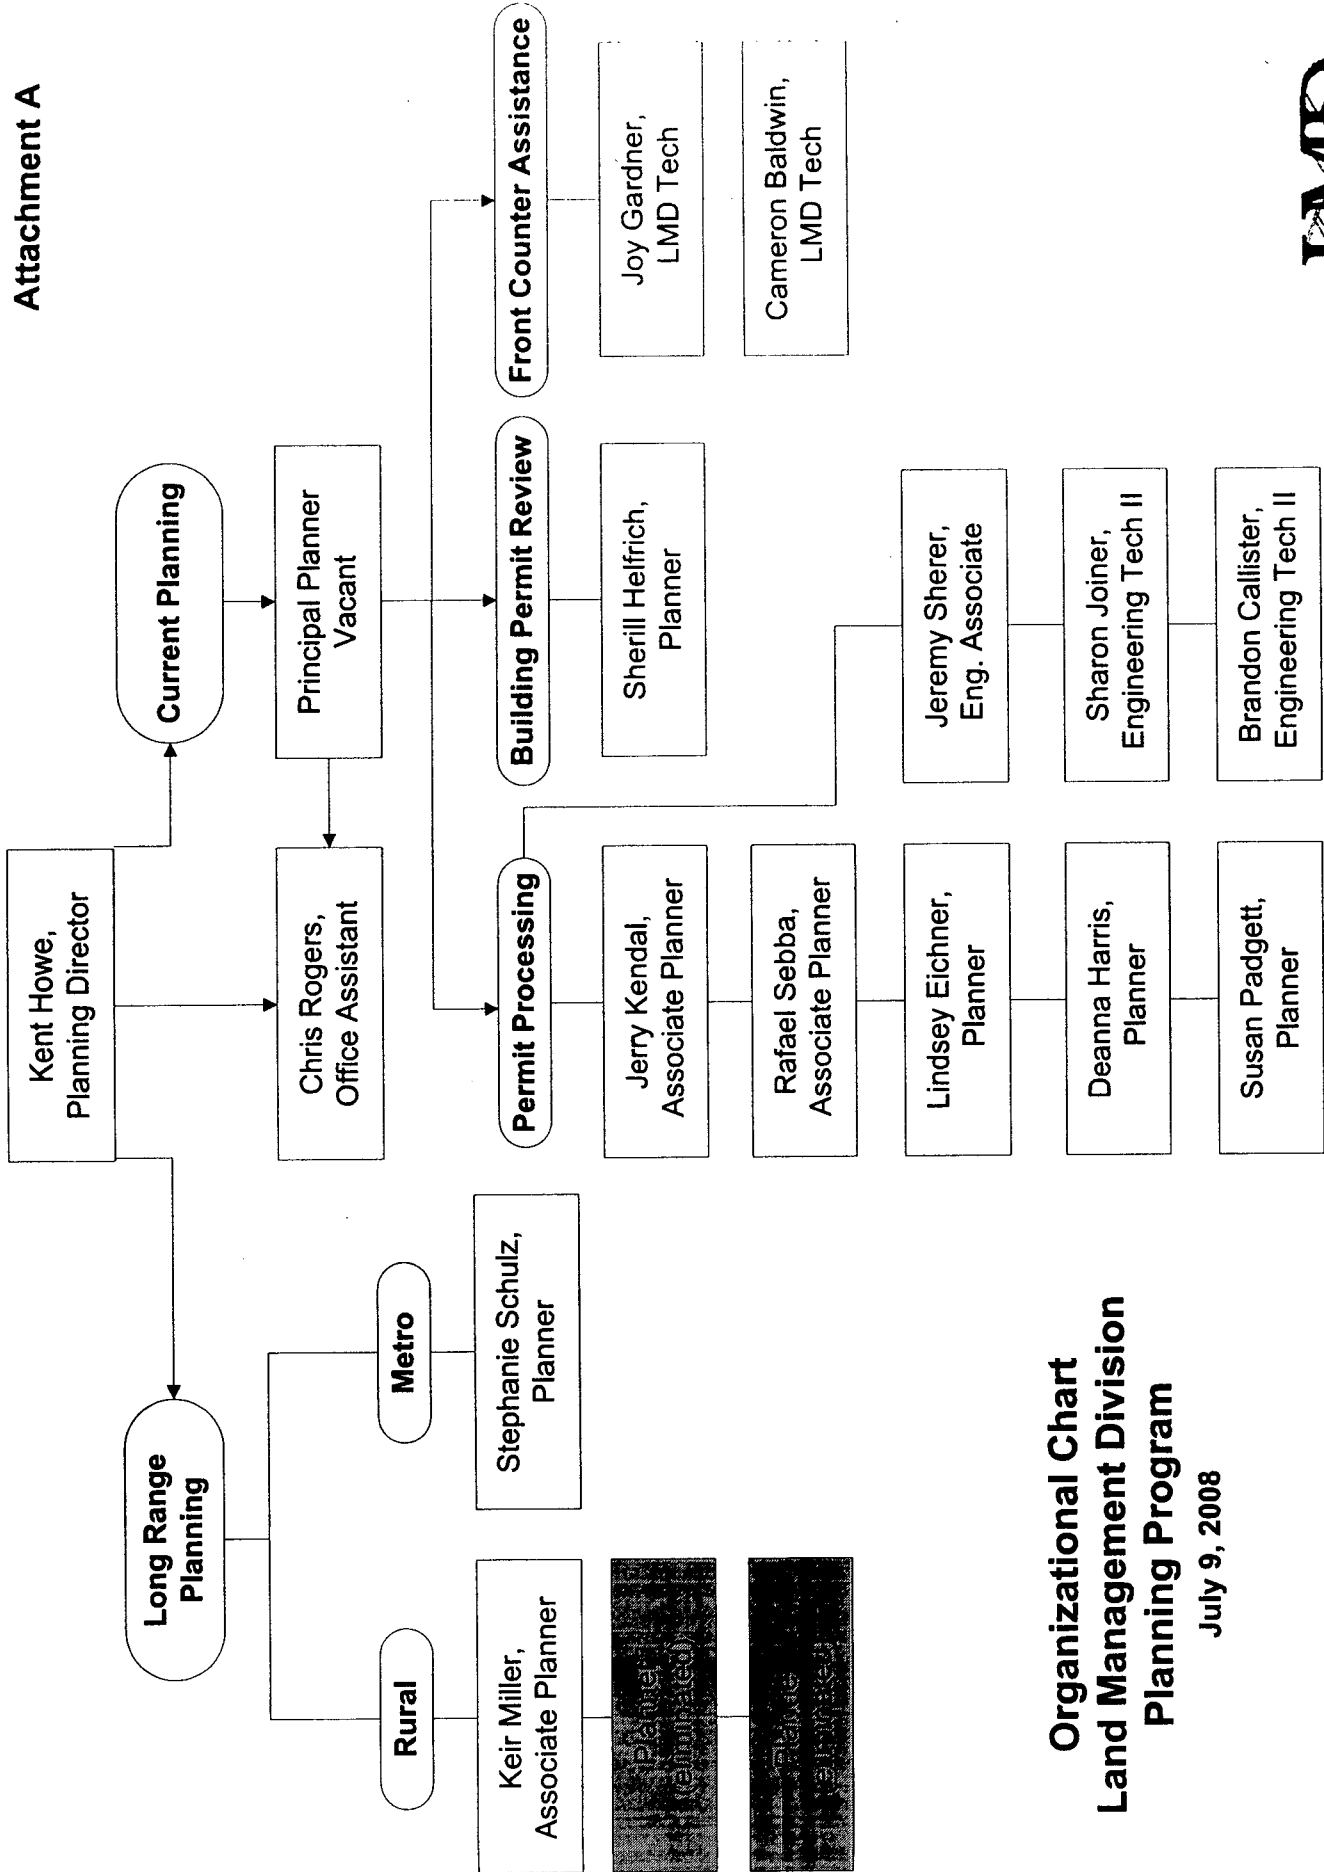 Attachment A
Kent Howe,
Planning Director
Long Range
Planning
Current Planning
Chris Rogers,
Office Assistant
Principal Planner
Vacant
Rural
Metro
Keir Miller,
Associate Planner
Planner
(eliminated)
Stephanie Schulz,
Planner
Permit Processing
Building Permit Review
Front Counter Assistance
Jerry Kendal,
Associate Planner
Rafael Sebba,
Associate Planner
Lindsey Eichner,
Planner
Deanna Harris,
Planner
Susan Padgett,
Planner
Jeremy Sherer,
Eng. Associate
Sharon Joiner,
Engineering Tech II
Brandon Callister,
Engineering Tech II
Sherill Helfrich,
Planner
Joy Gardner,
LMD Tech
Cameron Baldwin,
LMD Tech
Organizational Chart
Land Management Division
Planning Program
July 9, 2008